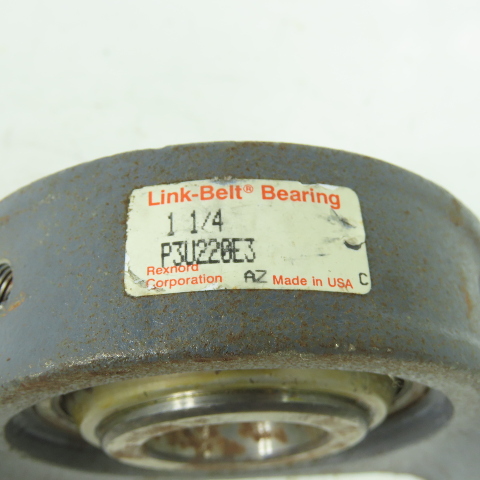 Link-Belt® Bearing
1 1/4
P3U220E3
Rexnord
Corporation AZ Made in USA C